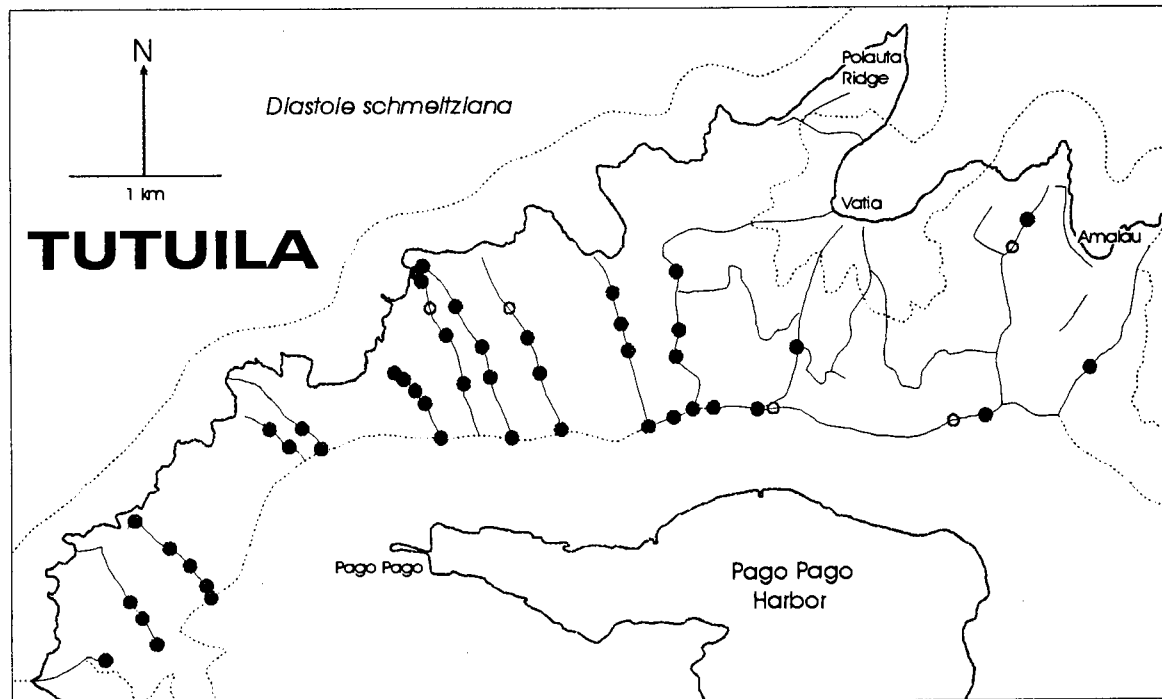 N
Diastole schmeltziana
1 km
TUTUILA
Polauta
Ridge
Vatia
Amalau
Pago Pago
Pago Pago
Harbor